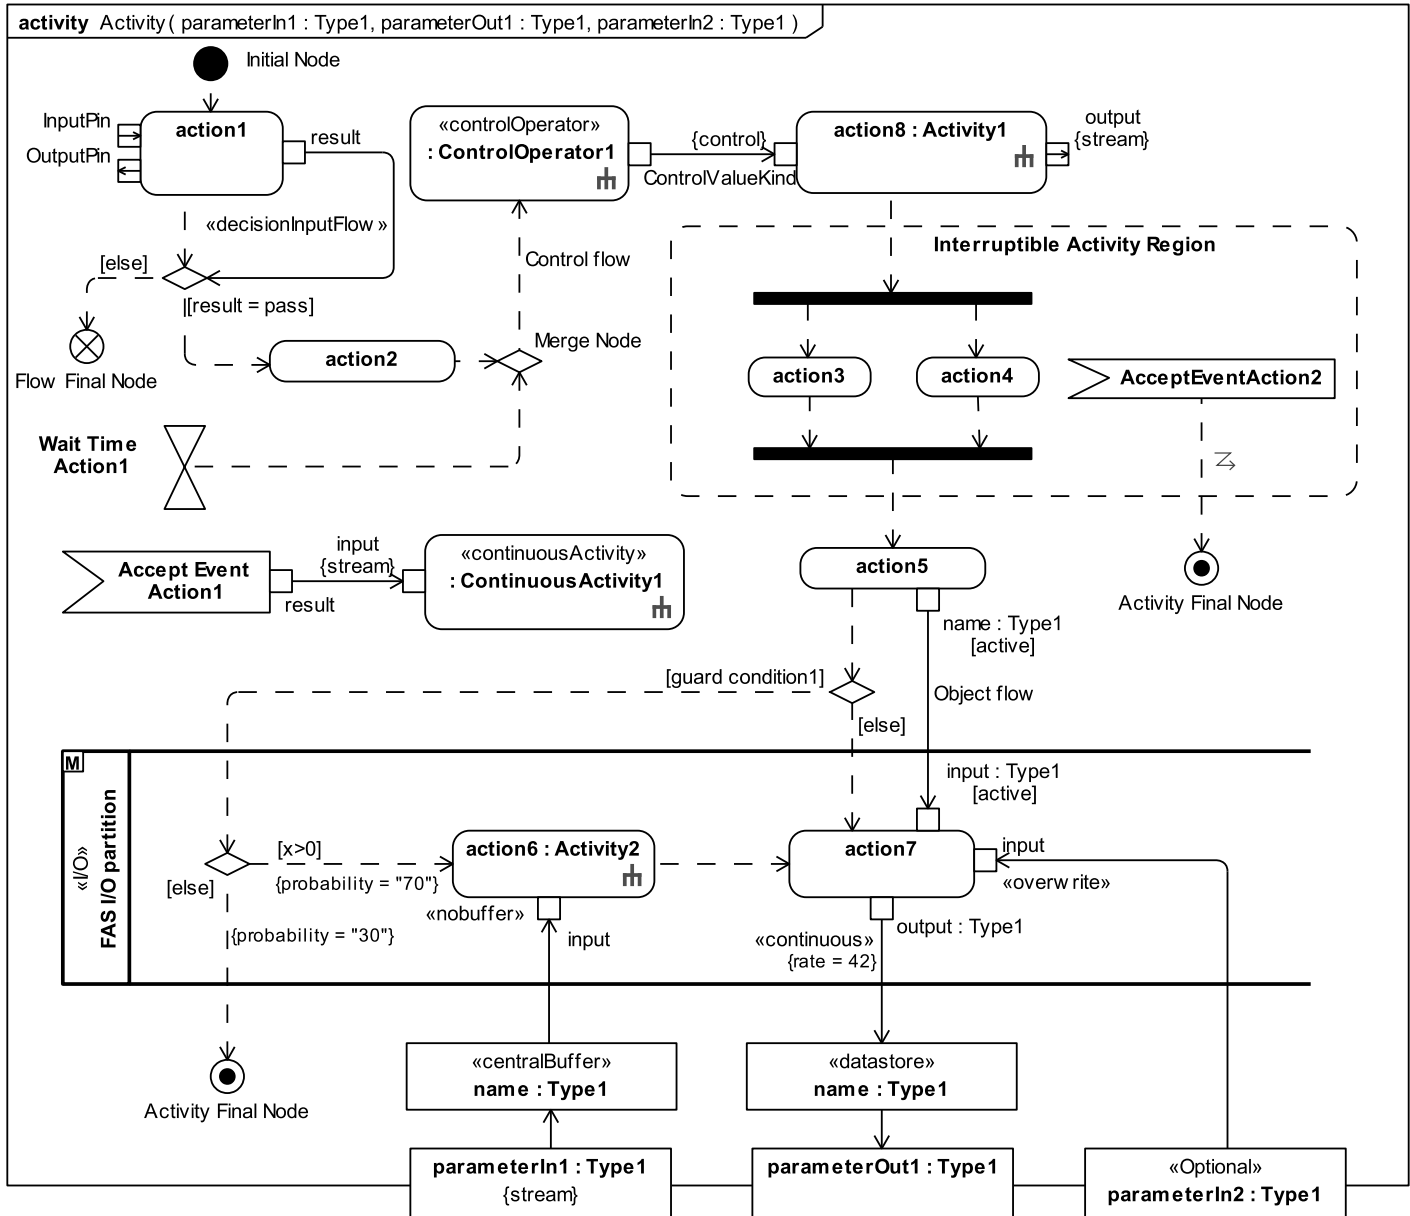 activity Activity ( parameterIn1 : Type1, parameterOut1 : Type1, parameterIn2 : Type1 )
Initial Node
InputPin
OutputPin
action1
result
«decisionInputFlow »
[else]
[result = pass]
Flow Final Node
action2
Merge Node
Control flow
«controlOperator»
: ControlOperator1
{control}
ControlValueKind
action8 : Activity1
output
{stream}
Interruptible Activity Region
action3
action4
AcceptEventAction2
Wait Time
Action1
Accept Event
Action1
input
{stream}
result
«continuousActivity»
: ContinuousActivity1
action5
Activity Final Node
name : Type1
[active]
[guard condition1]
Object flow
[else]
M
«I/O»
FAS I/O partition
input : Type1
[active]
[x>0]
[else]
{probability = "70"}
{probability = "30"}
action6 : Activity2
«nobuffer»
input
action7
input
«overwrite»
output : Type1
«continuous»
{rate = 42}
Activity Final Node
«centralBuffer»
name : Type1
«datastore»
name : Type1
parameterIn1 : Type1
{stream}
parameterOut1 : Type1
«Optional»
parameterIn2 : Type1